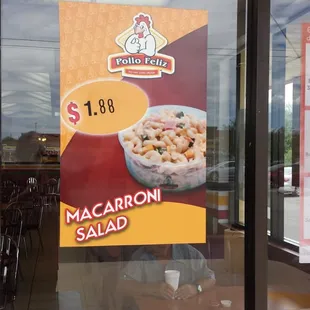 Pollo Feliz
$1.88
MACARRONI
SALAD